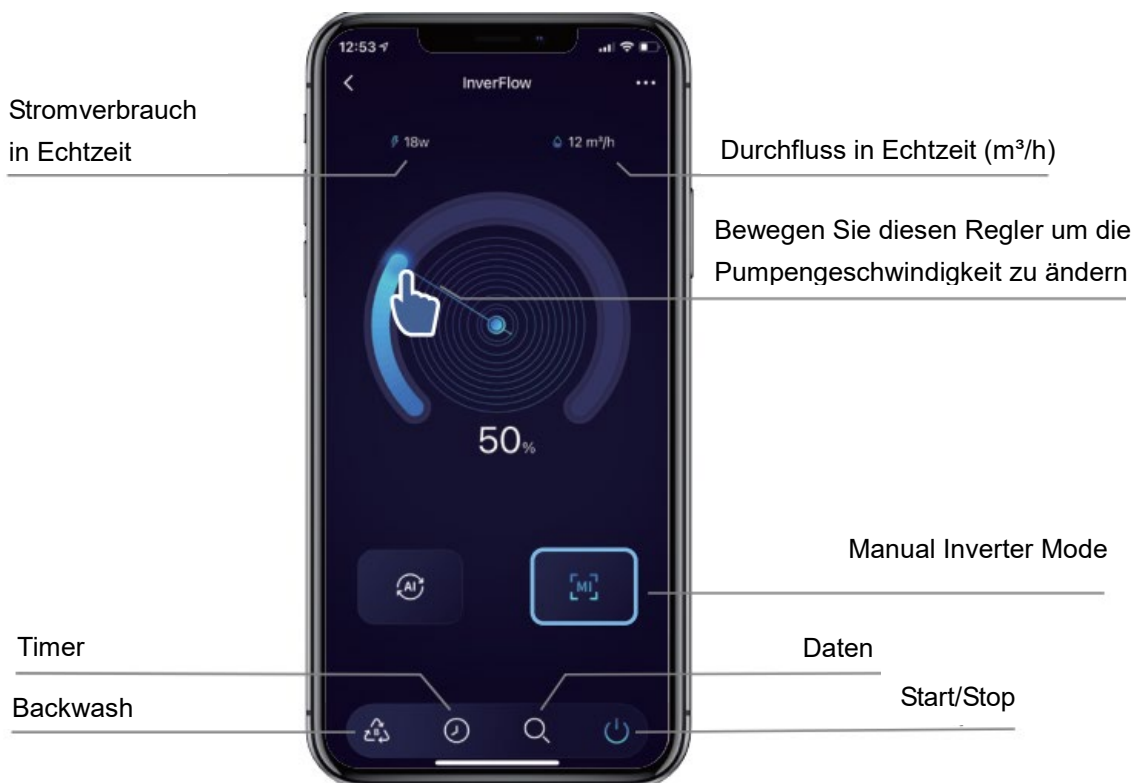 12:53
InverFlow
Stromverbrauch
in Echtzeit
18w
12 m³/h
Durchfluss in Echtzeit (m³/h)
Bewegen Sie diesen Regler um die
Pumpengeschwindigkeit zu ändern
50%
Manual Inverter Mode
AI
MI
Timer
Daten
Backwash
Start/Stop